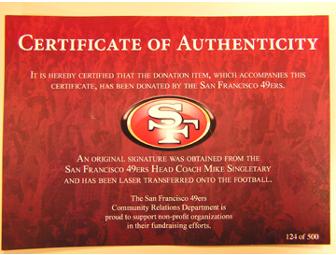 CERTIFICATE OF AUTHENTICITY
IT IS HEREBY CERTIFIED THAT THE DONATION ITEM, WHICH ACCOMPANIES THIS
CERTIFICATE, HAS BEEN DONATED BY THE SAN FRANCISCO 49ERS.
SF
AN ORIGINAL SIGNATURE WAS OBTAINED FROM THE
SAN FRANCISCO 49ERS HEAD COACH MIKE SINGLETARY
AND HAS BEEN LASER TRANSFERRED ONTO THE FOOTBALL.
The San Francisco 49ers
Community Relations Department is
proud to support non-profit organizations
in their fundraising efforts.
124 of 500